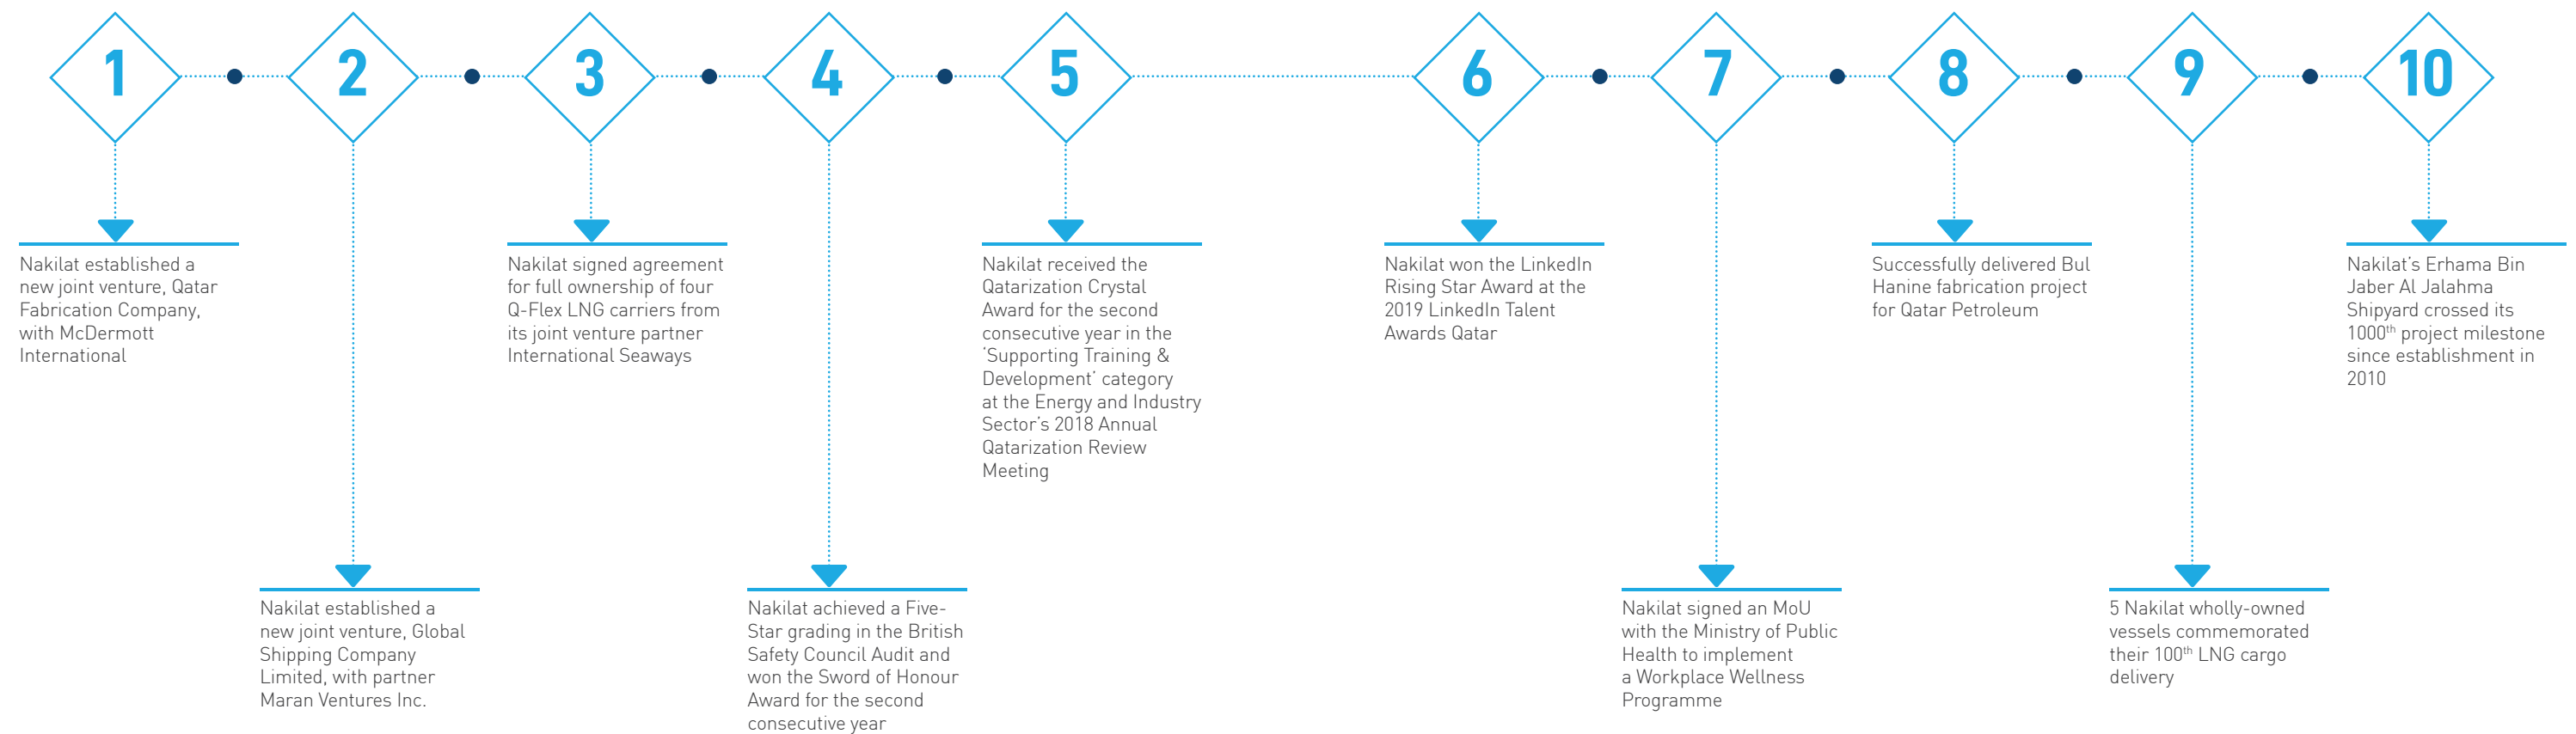 1
2
3
4
5
6
7
8
9
10
Nakilat established a
new joint venture, Qatar
Fabrication Company,
with McDermott
International
Nakilat established a
new joint venture, Global
Shipping Company
Limited, with partner
Maran Ventures Inc.
Nakilat signed agreement
for full ownership of four
Q-Flex LNG carriers from
its joint venture partner
International Seaways
Nakilat achieved a Five-
Star grading in the British
Safety Council Audit and
won the Sword of Honour
Award for the second
consecutive year
Nakilat received the
Qatarization Crystal
Award for the second
consecutive year in the
‘Supporting Training &
Development’ category
at the Energy and Industry
Sector’s 2018 Annual
Qatarization Review
Meeting
Nakilat won the LinkedIn
Rising Star Award at the
2019 LinkedIn Talent
Awards Qatar
Nakilat signed an MoU
with the Ministry of Public
Health to implement
a Workplace Wellness
Programme
Successfully delivered Bul
Hanine fabrication project
for Qatar Petroleum
5 Nakilat wholly-owned
vessels commemorated
their 100th LNG cargo
delivery
Nakilat’s Erhama Bin
Jaber Al Jalahma
Shipyard crossed its
1000th project milestone
since establishment in
2010